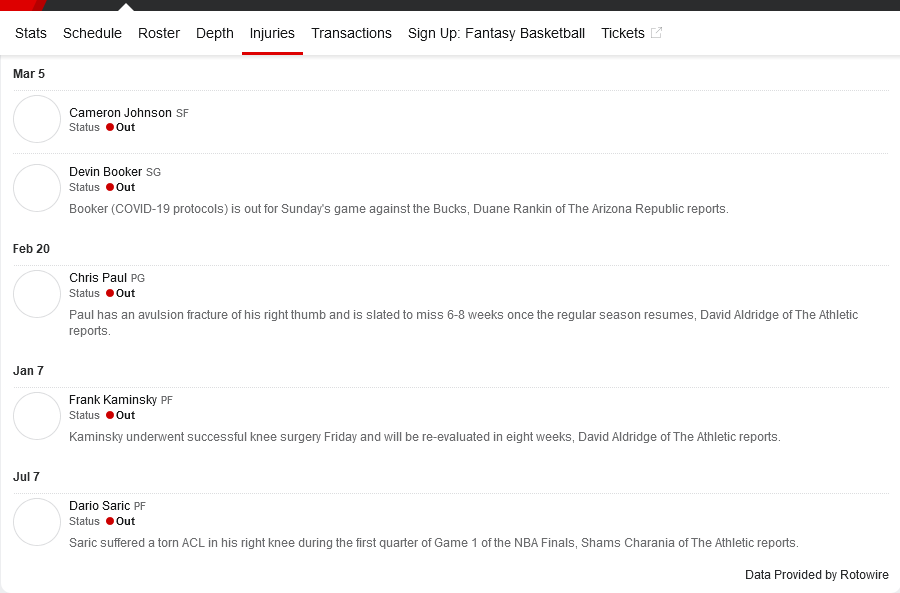 Stats Schedule Roster Depth Injuries Transactions Sign Up: Fantasy Basketball Tickets
Mar 5
Cameron Johnson SF
Status Out
Devin Booker SG
Status Out
Booker (COVID-19 protocols) is out for Sunday's game against the Bucks, Duane Rankin of The Arizona Republic reports.
Feb 20
Chris Paul PG
Status Out
Paul has an avulsion fracture of his right thumb and is slated to miss 6-8 weeks once the regular season resumes, David Aldridge of The Athletic
reports.
Jan 7
Frank Kaminsky PF
Status Out
Kaminsky underwent successful knee surgery Friday and will be re-evaluated in eight weeks, David Aldridge of The Athletic reports.
Jul 7
Dario Saric PF
Status Out
Saric suffered a torn ACL in his right knee during the first quarter of Game 1 of the NBA Finals, Shams Charania of The Athletic reports.
Data Provided by Rotowire